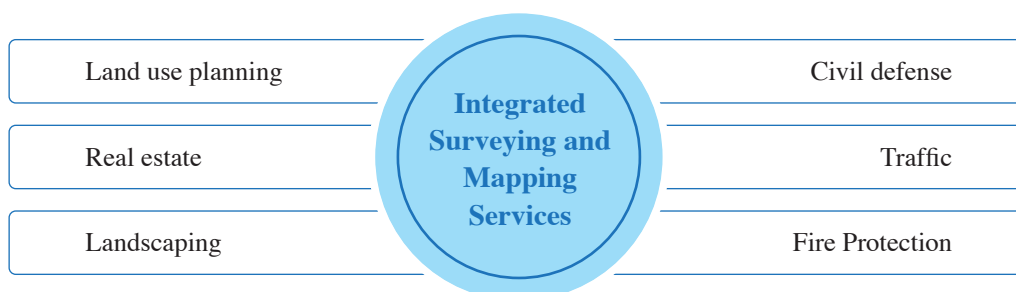 Land use planning
Civil defense
Integrated
Surveying and
Mapping
Services
Real estate
Traffic
Landscaping
Fire Protection